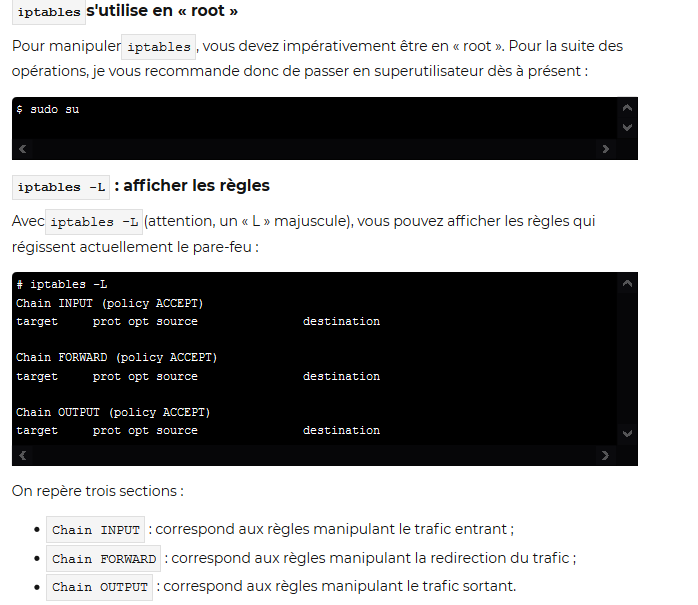 iptables s'utilise en « root »
Pour manipuler iptables , vous devez impérativement être en « root ». Pour la suite des
opérations, je vous recommande donc de passer en superutilisateur dès à présent :
$ sudo su
iptables -L : afficher les règles
Avec iptables -L (attention, un « L » majuscule), vous pouvez afficher les règles qui
régissent actuellement le pare-feu :
# iptables -L
Chain INPUT (policy ACCEPT)
target     prot opt source               destination
Chain FORWARD (policy ACCEPT)
target     prot opt source               destination
Chain OUTPUT (policy ACCEPT)
target     prot opt source               destination
On repère trois sections :
• Chain INPUT : correspond aux règles manipulant le trafic entrant ;
• Chain FORWARD : correspond aux règles manipulant la redirection du trafic ;
• Chain OUTPUT : correspond aux règles manipulant le trafic sortant.